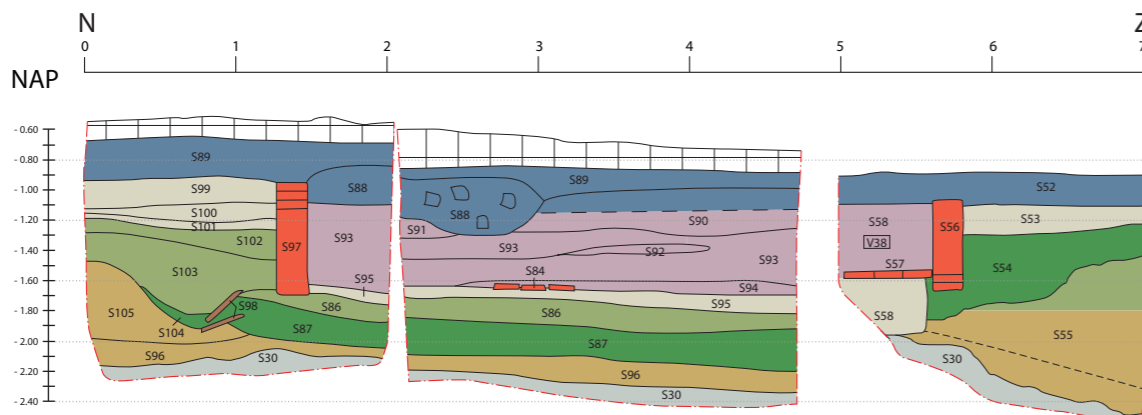 N Z
0 1 2 3 4 5 6 7
NAP
- 0.60
- 0.80
- 1.00
- 1.20
- 1.40
- 1.60
- 1.80
- 2.00
- 2.20
- 2.40
S89
S99
S88
S100
S101
S102
S97
S93
S103
S95
S98
S86
S105
S104
S87
S96
S30
S89
S88
S90
S91
S93
S92
S93
S84
S94
S95
S86
S87
S96
S30
S52
S58
S56
S53
V38
S57
S54
S58
S55
S30